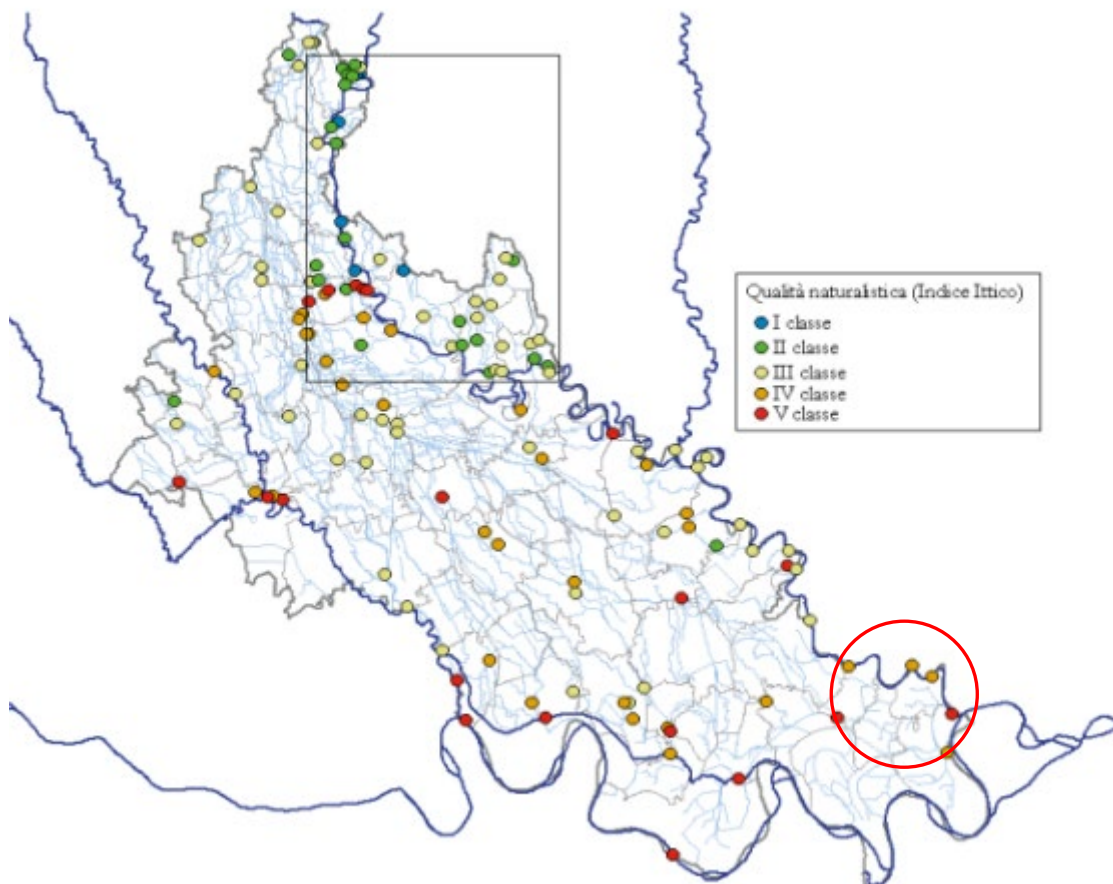 Qualità naturalistica (Indice Ittico)
I classe
II classe
III classe
IV classe
V classe